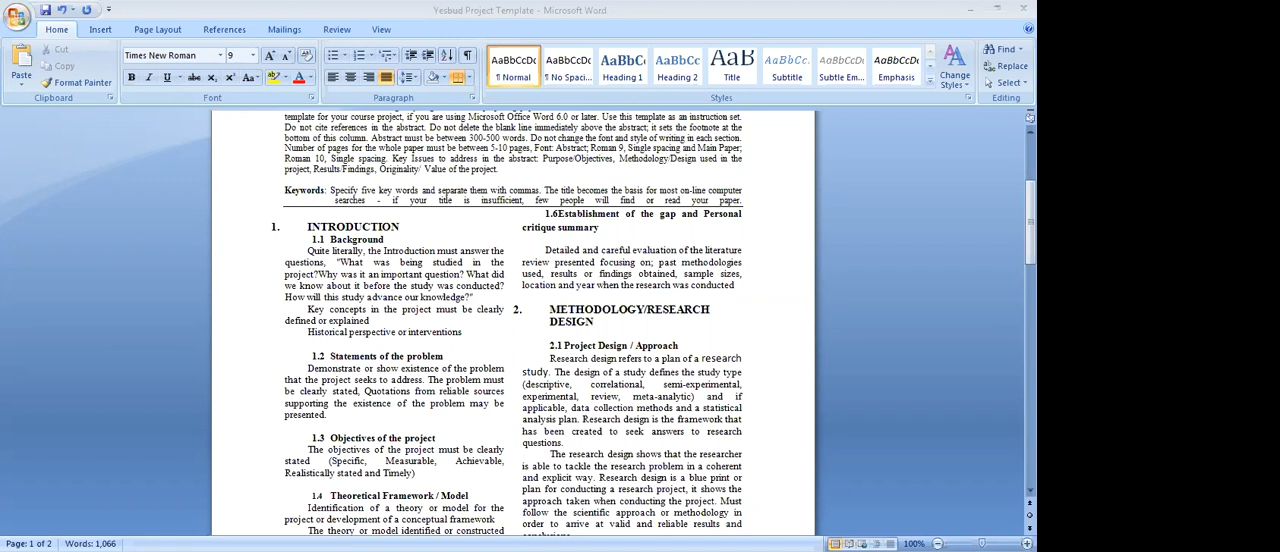 Yesbud Project Template - Microsoft Word
Home Insert Page Layout References Mailings Review View
Paste
Cut
Copy
Format Painter
Clipboard
Times New Roman 9
Font
Paragraph
AaBbCcDc AaBbCcDc AaBbC AaBbCc AaB AaBbCc. AaBbCcDc AaBbCcDc
¶ Normal ¶ No Spaci... Heading 1 Heading 2 Title Subtitle Subtle Em... Emphasis
Change
Styles
Styles
Find
Replace
Select
Editing
template for your course project, if you are using Microsoft Office Word 6.0 or later. Use this template as an instruction set.
Do not cite references in the abstract. Do not delete the blank line immediately above the abstract; it sets the footnote at the
bottom of this column. Abstract must be between 300-500 words. Do not change the font and style of writing in each section.
Number of pages for the whole paper must be between 5-10 pages, Font: Abstract; Roman 9, Single spacing and Main Paper;
Roman 10, Single spacing. Key Issues to address in the abstract: Purpose/Objectives, Methodology/Design used in the
project, Results/Findings, Originality/ Value of the project.
Keywords: Specify five key words and separate them with commas. The title becomes the basis for most on-line computer
searches - if your title is insufficient, few people will find or read your paper.
1. INTRODUCTION
1.1 Background
Quite literally, the Introduction must answer the
questions, "What was being studied in the
project?Why was it an important question? What did
we know about it before the study was conducted?
How will this study advance our knowledge?"
Key concepts in the project must be clearly
defined or explained
Historical perspective or interventions
1.2 Statements of the problem
Demonstrate or show existence of the problem
that the project seeks to address. The problem must
be clearly stated, Quotations from reliable sources
supporting the existence of the problem may be
presented.
1.3 Objectives of the project
The objectives of the project must be clearly
stated (Specific, Measurable, Achievable,
Realistically stated and Timely)
1.4 Theoretical Framework / Model
Identification of a theory or model for the
project or development of a conceptual framework
The theory or model identified or constructed
1.6Establishment of the gap and Personal
critique summary
Detailed and careful evaluation of the literature
review presented focusing on; past methodologies
used, results or findings obtained, sample sizes,
location and year when the research was conducted
2. METHODOLOGY/RESEARCH
DESIGN
2.1 Project Design / Approach
Research design refers to a plan of a research
study. The design of a study defines the study type
(descriptive, correlational, semi-experimental,
experimental, review, meta-analytic) and if
applicable, data collection methods and a statistical
analysis plan. Research design is the framework that
has been created to seek answers to research
questions.
The research design shows that the researcher
is able to tackle the research problem in a coherent
and explicit way. Research design is a blue print or
plan for conducting a research project, it shows the
approach taken when conducting the project. Must
follow the scientific approach or methodology in
order to arrive at valid and reliable results and
Page: 1 of 2 Words: 1,066 100%